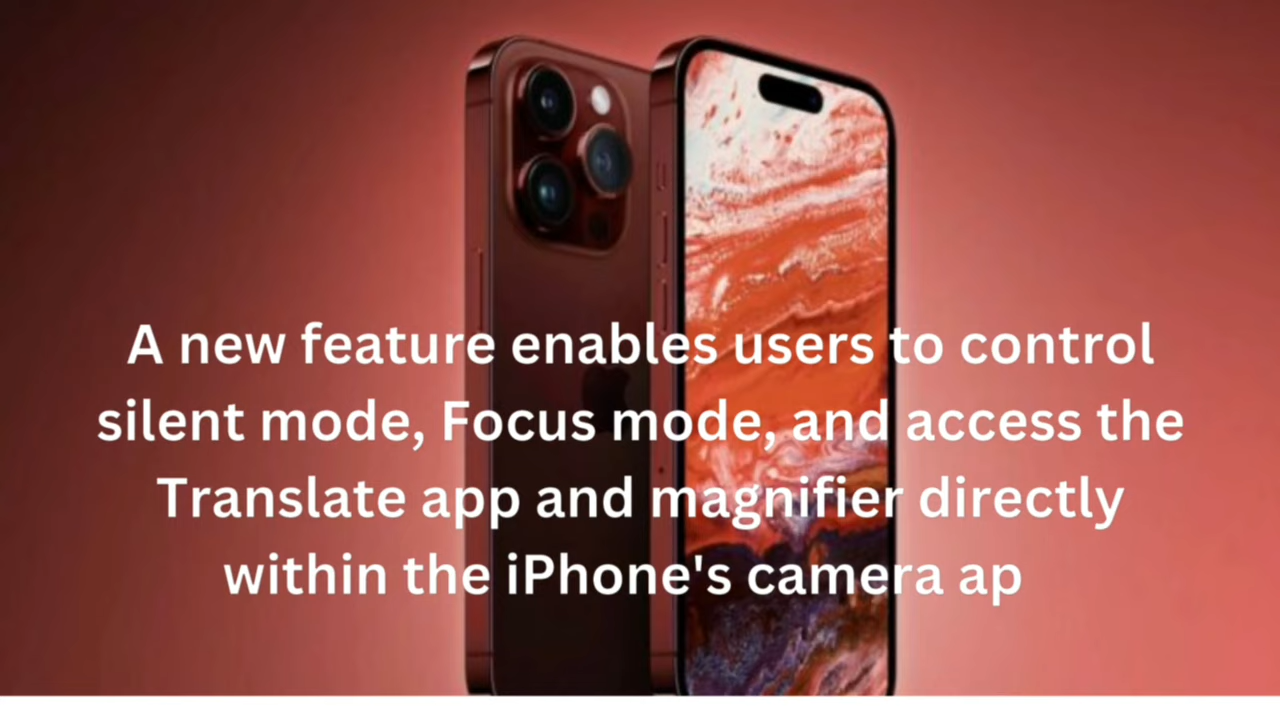 A new feature enables users to control
silent mode, Focus mode, and access the
Translate app and magnifier directly
within the iPhone's camera ap